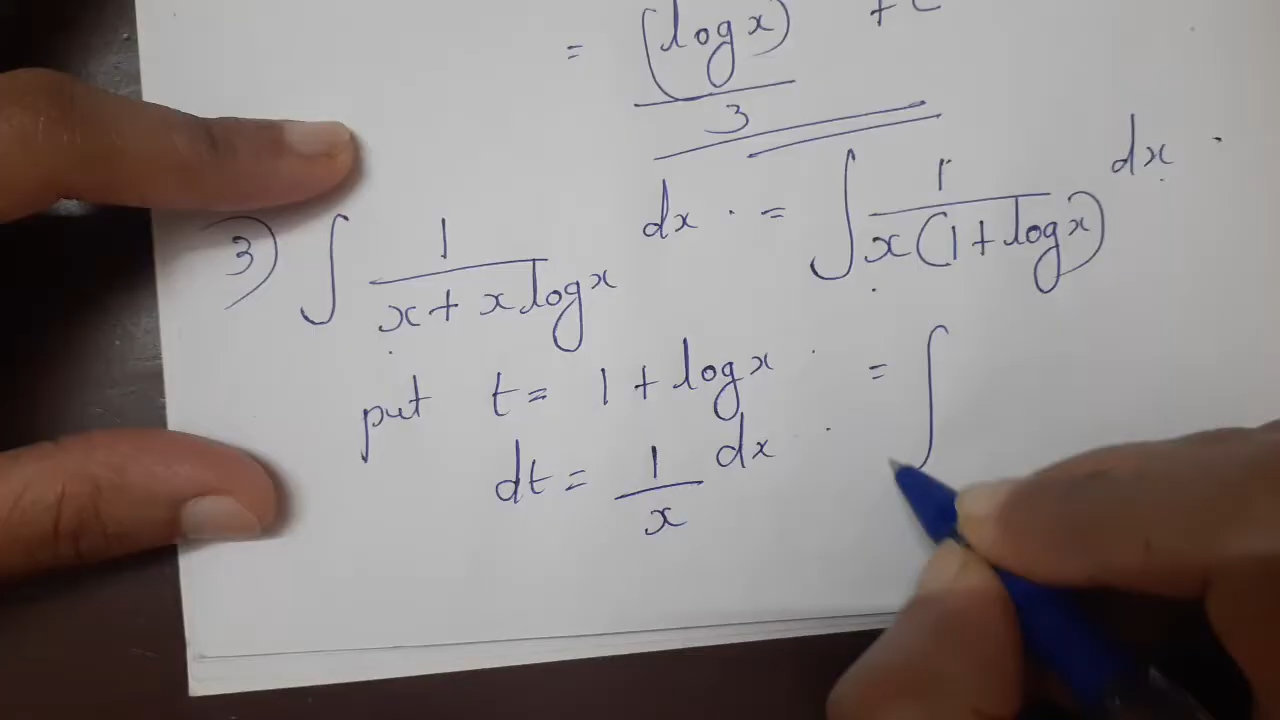 = (log x) / 3 + C
3) ∫ 1 / (x + x log x) dx . = ∫ 1 / (x(1 + log x)) dx .
put t = 1 + log x . = ∫
dt = 1 / x dx .